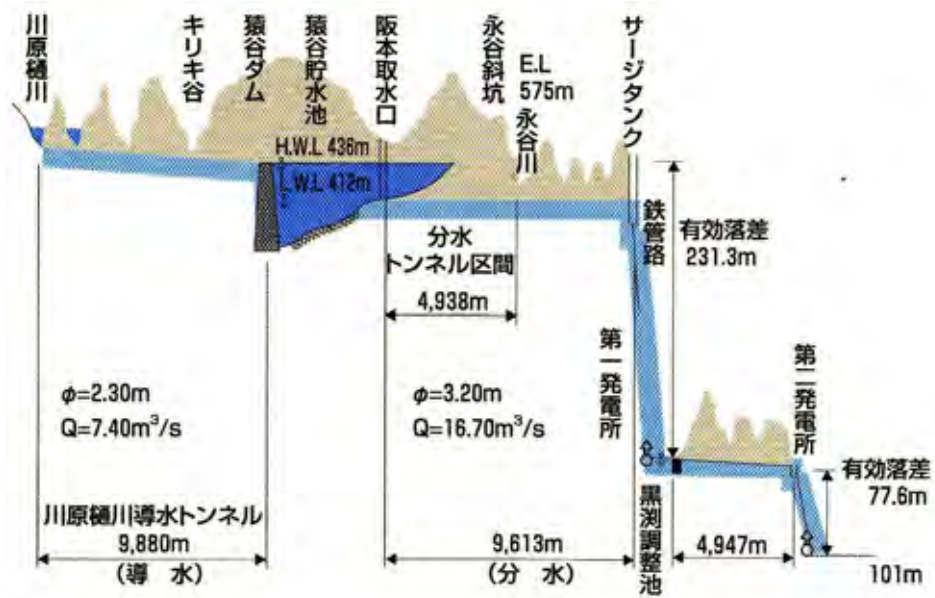 川原樋川
キリキ谷
猿谷ダム
猿谷貯水池
阪本取水口
永谷斜坑
E.L
575m
永谷川
サージタンク
H.W.L 436m
L.W.L 412m
分水
トンネル区間
4,938m
鉄管路
有効落差
231.3m
φ=2.30m
Q=7.40m³/s
φ=3.20m
Q=16.70m³/s
第一発電所
第二発電所
有効落差
77.6m
川原樋川導水トンネル
9,880m
(導 水)
9,613m
(分 水)
黒渕調整池
4,947m
101m